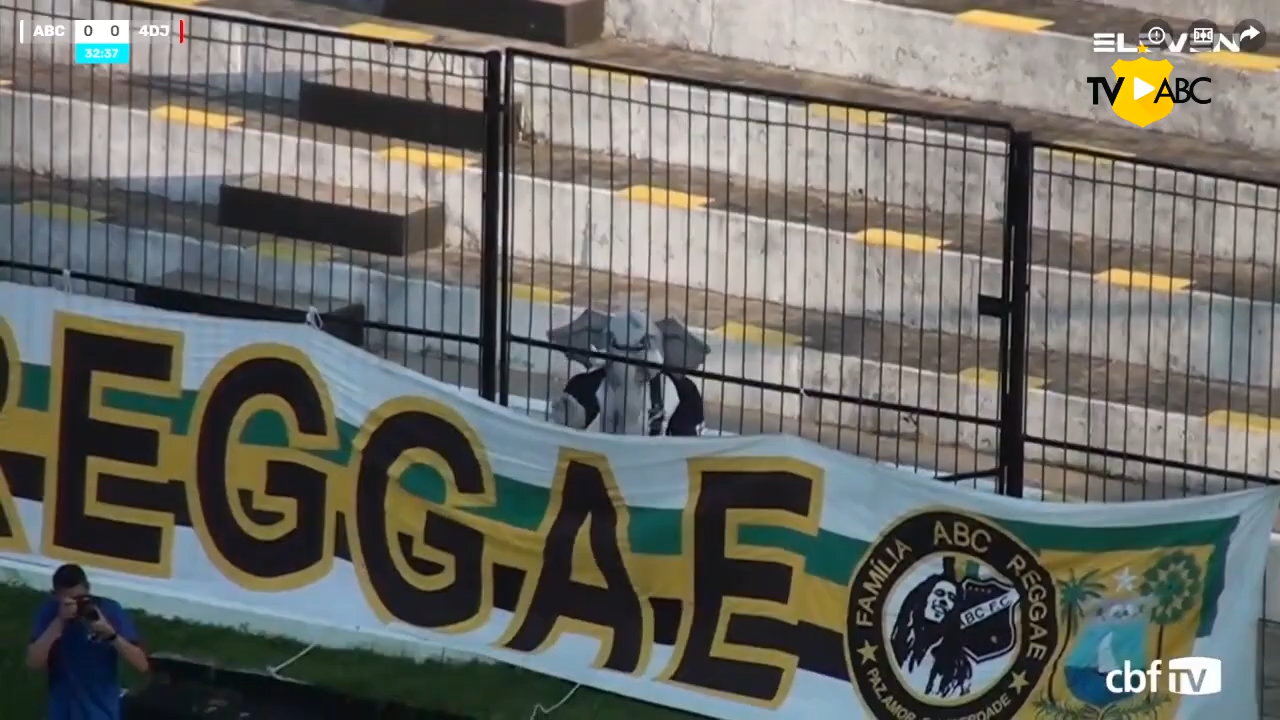 ABC 0 0 4DJ
32:37
ELEVEN
TV ABC
REGGAE
FAMÍLIA ABC REGGAE
ABC F.C
PAZ AMOR
cbf TV